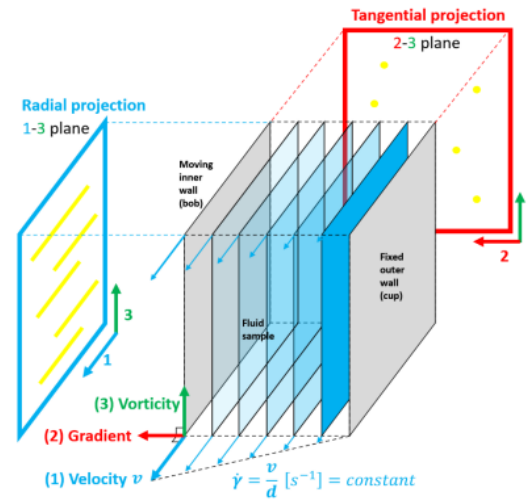 Tangential projection
2-3 plane
Radial projection
1-3 plane
Moving
inner
wall
(bob)
Fixed
outer
wall
(cup)
2
3
1
Fluid
sample
(3) Vorticity
(2) Gradient
(1) Velocity v
γ̇ = v/d [s⁻¹] = constant